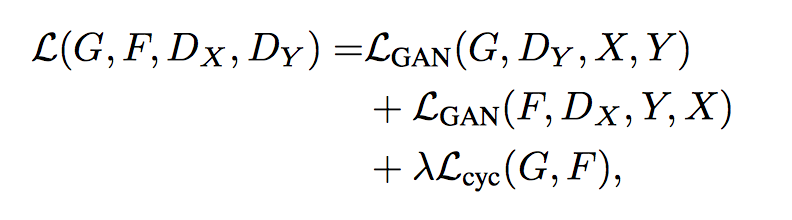 ℒ(G, F, D_X, D_Y) =ℒ_GAN(G, D_Y, X, Y)
+ ℒ_GAN(F, D_X, Y, X)
+ λℒ_cyc(G, F),